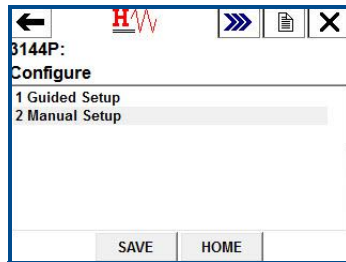 H
3144P:
Configure
1 Guided Setup
2 Manual Setup
SAVE HOME